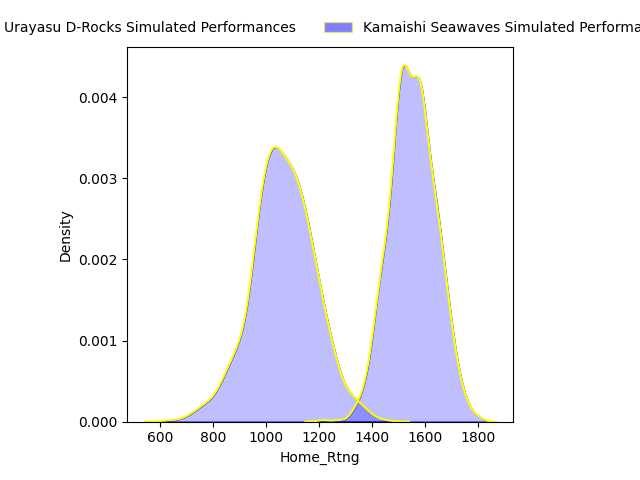 Urayasu D-Rocks Simulated Performances Kamaishi Seawaves Simulated Performa
0.004
0.003
0.002
0.001
0.000
Density
600 800 1000 1200 1400 1600 1800
Home_Rtng